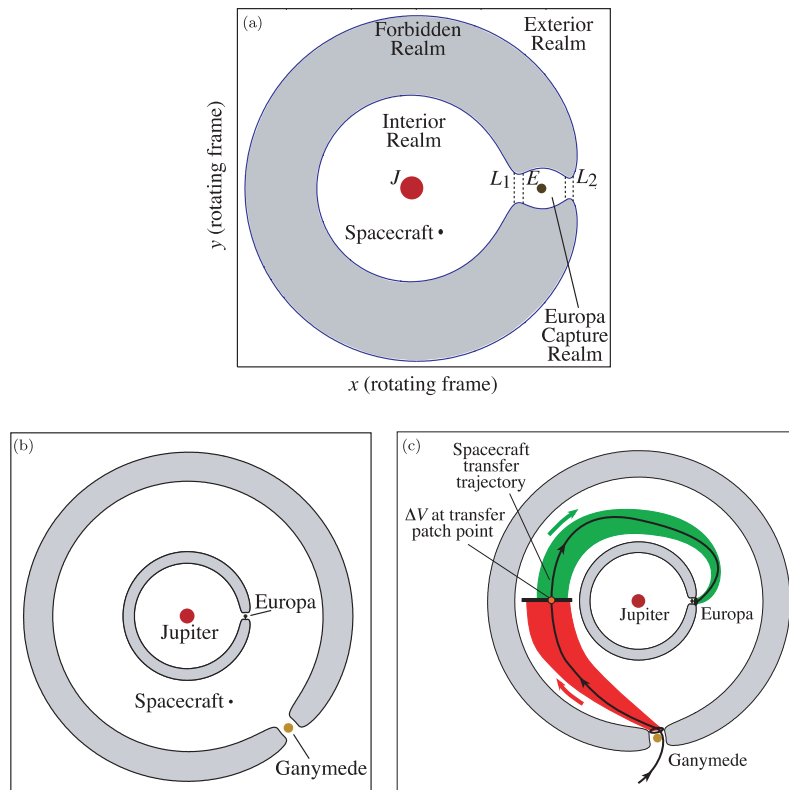 (a)
Forbidden
Realm
Exterior
Realm
Interior
Realm
J
L1
E
L2
Spacecraft
Europa
Capture
Realm
y (rotating frame)
x (rotating frame)
(b)
Europa
Jupiter
Spacecraft
Ganymede
(c)
Spacecraft
transfer
trajectory
ΔV at transfer
patch point
Jupiter
Europa
Ganymede